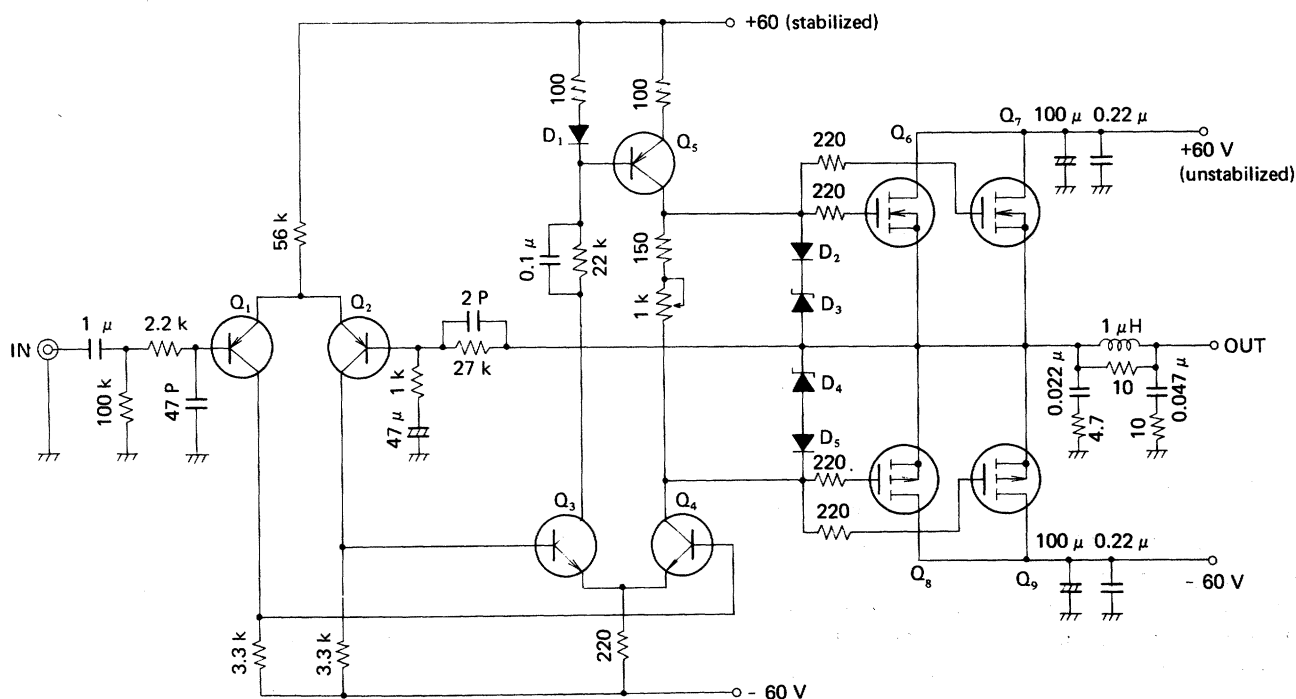 +60 (stabilized)
100
100
D₁
Q₅
Q₇
100 μ
0.22 μ
Q₆
220
+60 V
(unstabilized)
220
56 k
0.1 μ
22 k
150
D₂
1 k
D₃
Q₁
Q₂
2 P
1 μH
IN
1 μ
2.2 k
27 k
OUT
100 k
47 P
1 k
47 μ
D₄
0.022 μ
4.7
10
0.047 μ
10
D₅
220
Q₃
Q₄
220
100 μ
0.22 μ
Q₈
Q₉
- 60 V
3.3 k
3.3 k
220
- 60 V